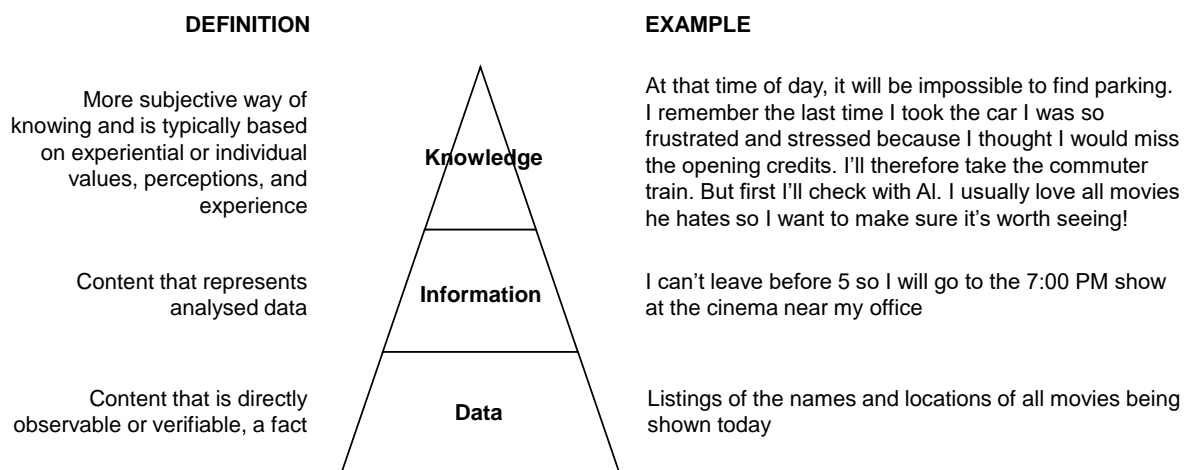 DEFINITION
EXAMPLE
More subjective way of
knowing and is typically based
on experiential or individual
values, perceptions, and
experience
Knowledge
At that time of day, it will be impossible to find parking.
I remember the last time I took the car I was so
frustrated and stressed because I thought I would miss
the opening credits. I’ll therefore take the commuter
train. But first I’ll check with Al. I usually love all movies
he hates so I want to make sure it’s worth seeing!
Content that represents
analysed data
Information
I can’t leave before 5 so I will go to the 7:00 PM show
at the cinema near my office
Content that is directly
observable or verifiable, a fact
Data
Listings of the names and locations of all movies being
shown today